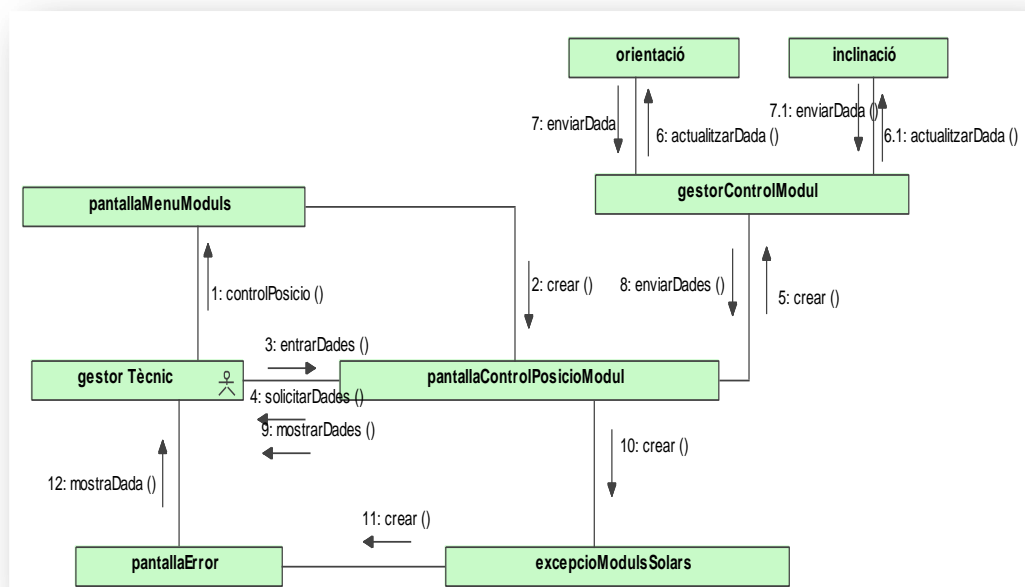 orientació
inclinació
7: enviarDada
6: actualitzarDada ()
7.1: enviarDada ()
6.1: actualitzarDada ()
pantallaMenuModuls
gestorControlModul
1: controlPosicio ()
2: crear ()
8: enviarDades ()
5: crear ()
3: entrarDades ()
gestor Tècnic
pantallaControlPosicioModul
4: solicitarDades ()
9: mostrarDades ()
10: crear ()
12: mostraDada ()
11: crear ()
pantallaError
excepcioModulsSolars